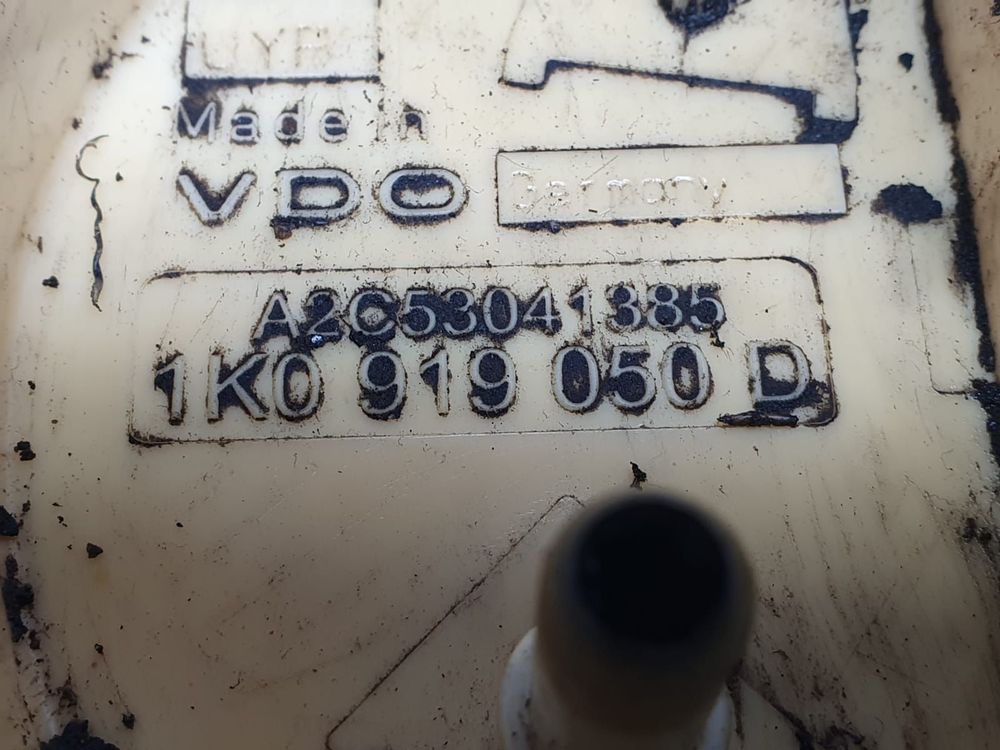 Made in
VDO Germany
A2C53041385
1K0 919 050 D